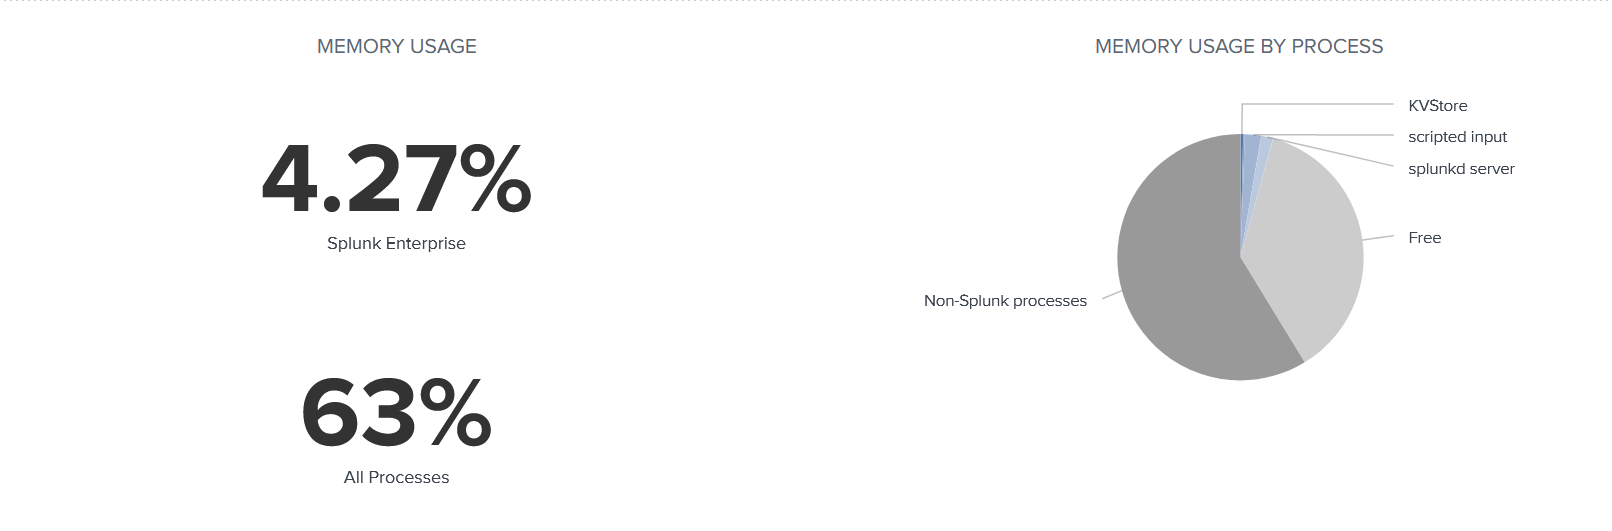 MEMORY USAGE
4.27%
Splunk Enterprise
63%
All Processes
MEMORY USAGE BY PROCESS
KVStore
scripted input
splunkd server
Free
Non-Splunk processes